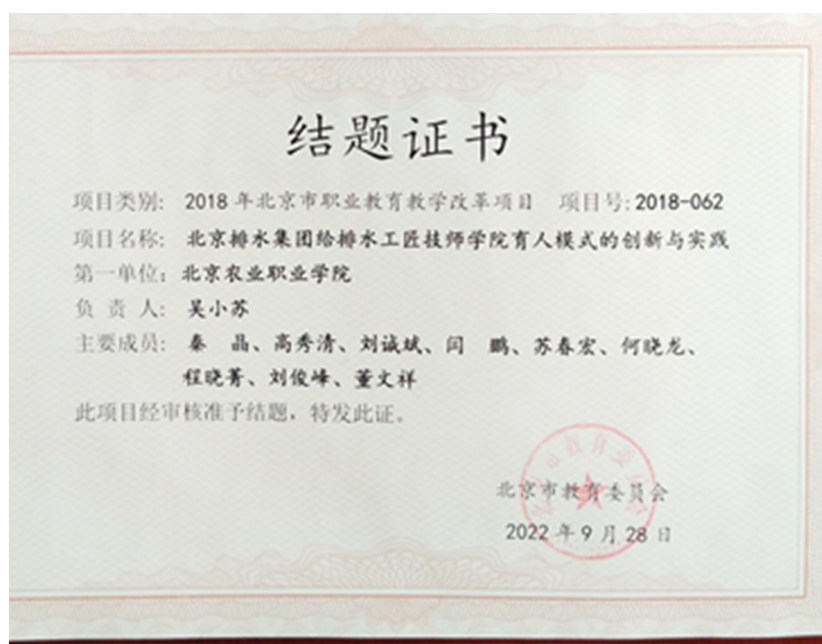 结题证书
项目类别: 2018年北京市职业教育教学改革项目 项目号:2018-062
项目名称: 北京排水集团给排水工匠技师学院育人模式的创新与实践
第一单位: 北京农业职业学院
负 责 人: 吴小苏
主要成员: 秦 晶、高秀清、刘诚斌、闫 鹏、苏春宏、何晓龙、
程晓菁、刘俊峰、董文祥
此项目经审核准予结题，特发此证。
北京市教育委员会
2022年9月28日